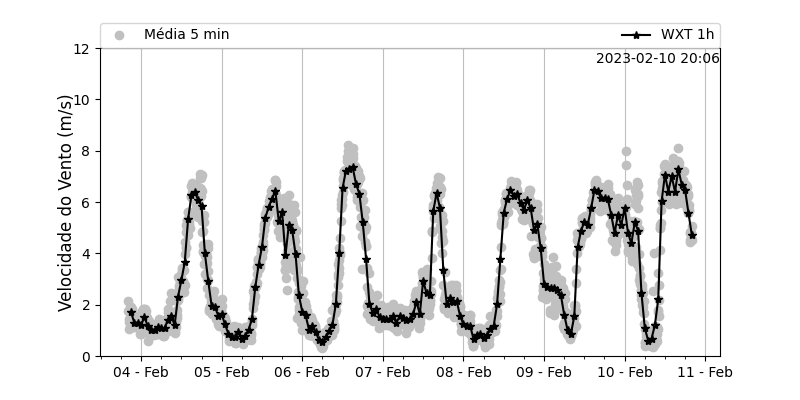 Média 5 min
WXT 1h
2023-02-10 20:06
Velocidade do Vento (m/s)
12
10
8
6
4
2
0
04 - Feb
05 - Feb
06 - Feb
07 - Feb
08 - Feb
09 - Feb
10 - Feb
11 - Feb